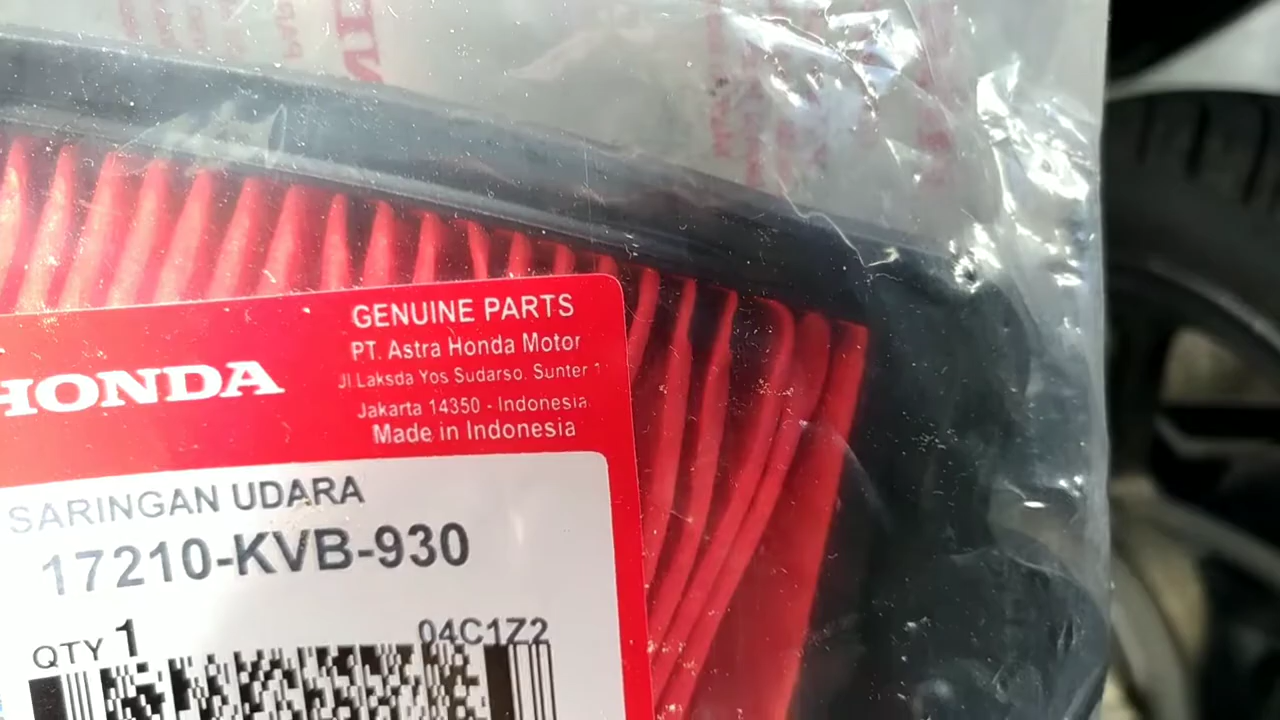 GENUINE PARTS
PT. Astra Honda Motor
Jl.Laksda Yos Sudarso. Sunter 1
Jakarta 14350 - Indonesia.
Made in Indonesia
HONDA
SARINGAN UDARA
17210-KVB-930
QTY 1
04C1Z2